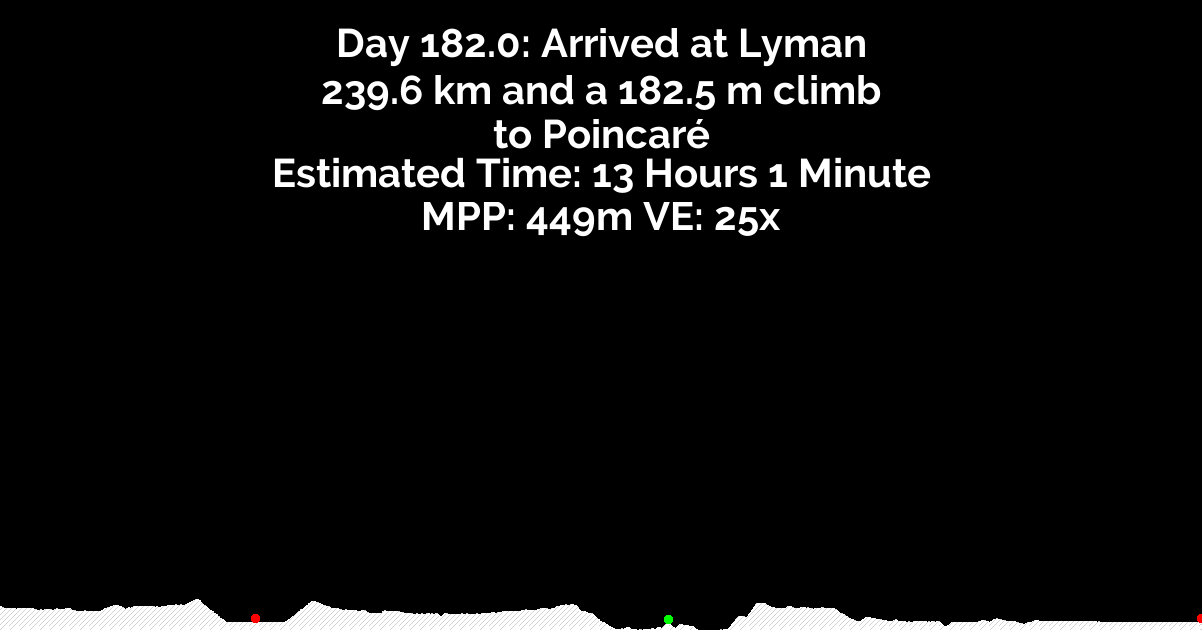 Day 182.0: Arrived at Lyman
239.6 km and a 182.5 m climb
to Poincaré
Estimated Time: 13 Hours 1 Minute
MPP: 449m VE: 25x